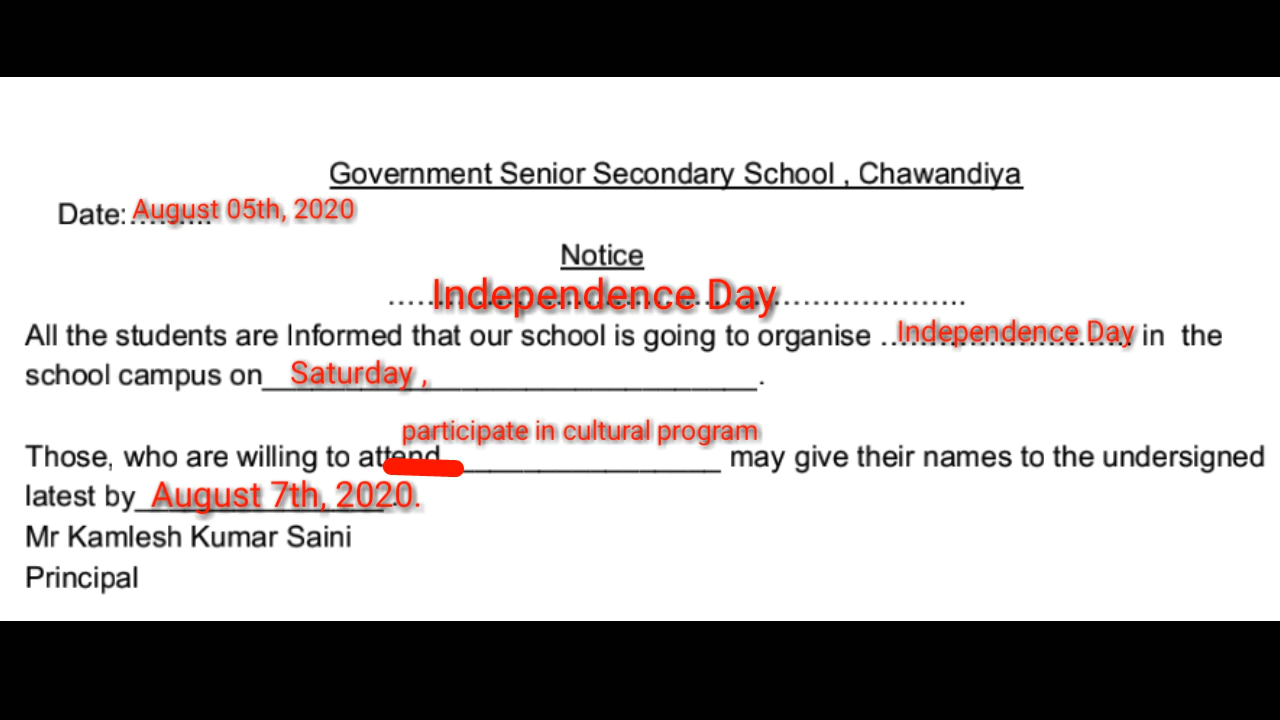 Government Senior Secondary School , Chawandiya
Date:......... August 05th, 2020
Notice
Independence Day
All the students are Informed that our school is going to organise Independence Day in the
school campus on Saturday , .
participate in cultural program
Those, who are willing to attend may give their names to the undersigned
latest by August 7th, 2020.
Mr Kamlesh Kumar Saini
Principal